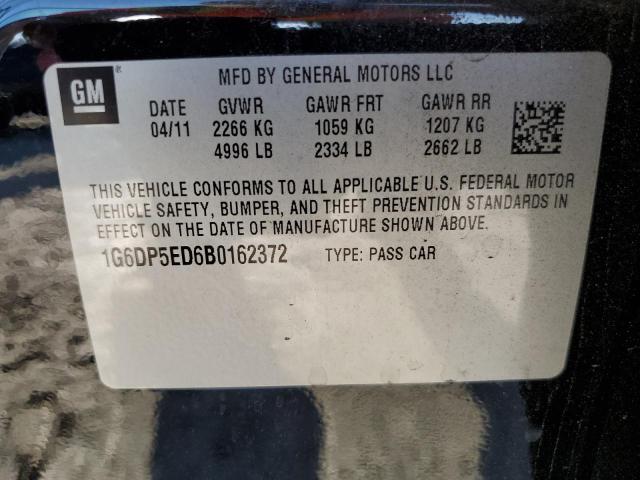 GM
®
MFD BY GENERAL MOTORS LLC
DATE GVWR GAWR FRT GAWR RR
04/11 2266 KG 1059 KG 1207 KG
4996 LB 2334 LB 2662 LB
THIS VEHICLE CONFORMS TO ALL APPLICABLE U.S. FEDERAL MOTOR
VEHICLE SAFETY, BUMPER, AND THEFT PREVENTION STANDARDS IN
EFFECT ON THE DATE OF MANUFACTURE SHOWN ABOVE.
1G6DP5ED6B0162372 TYPE: PASS CAR